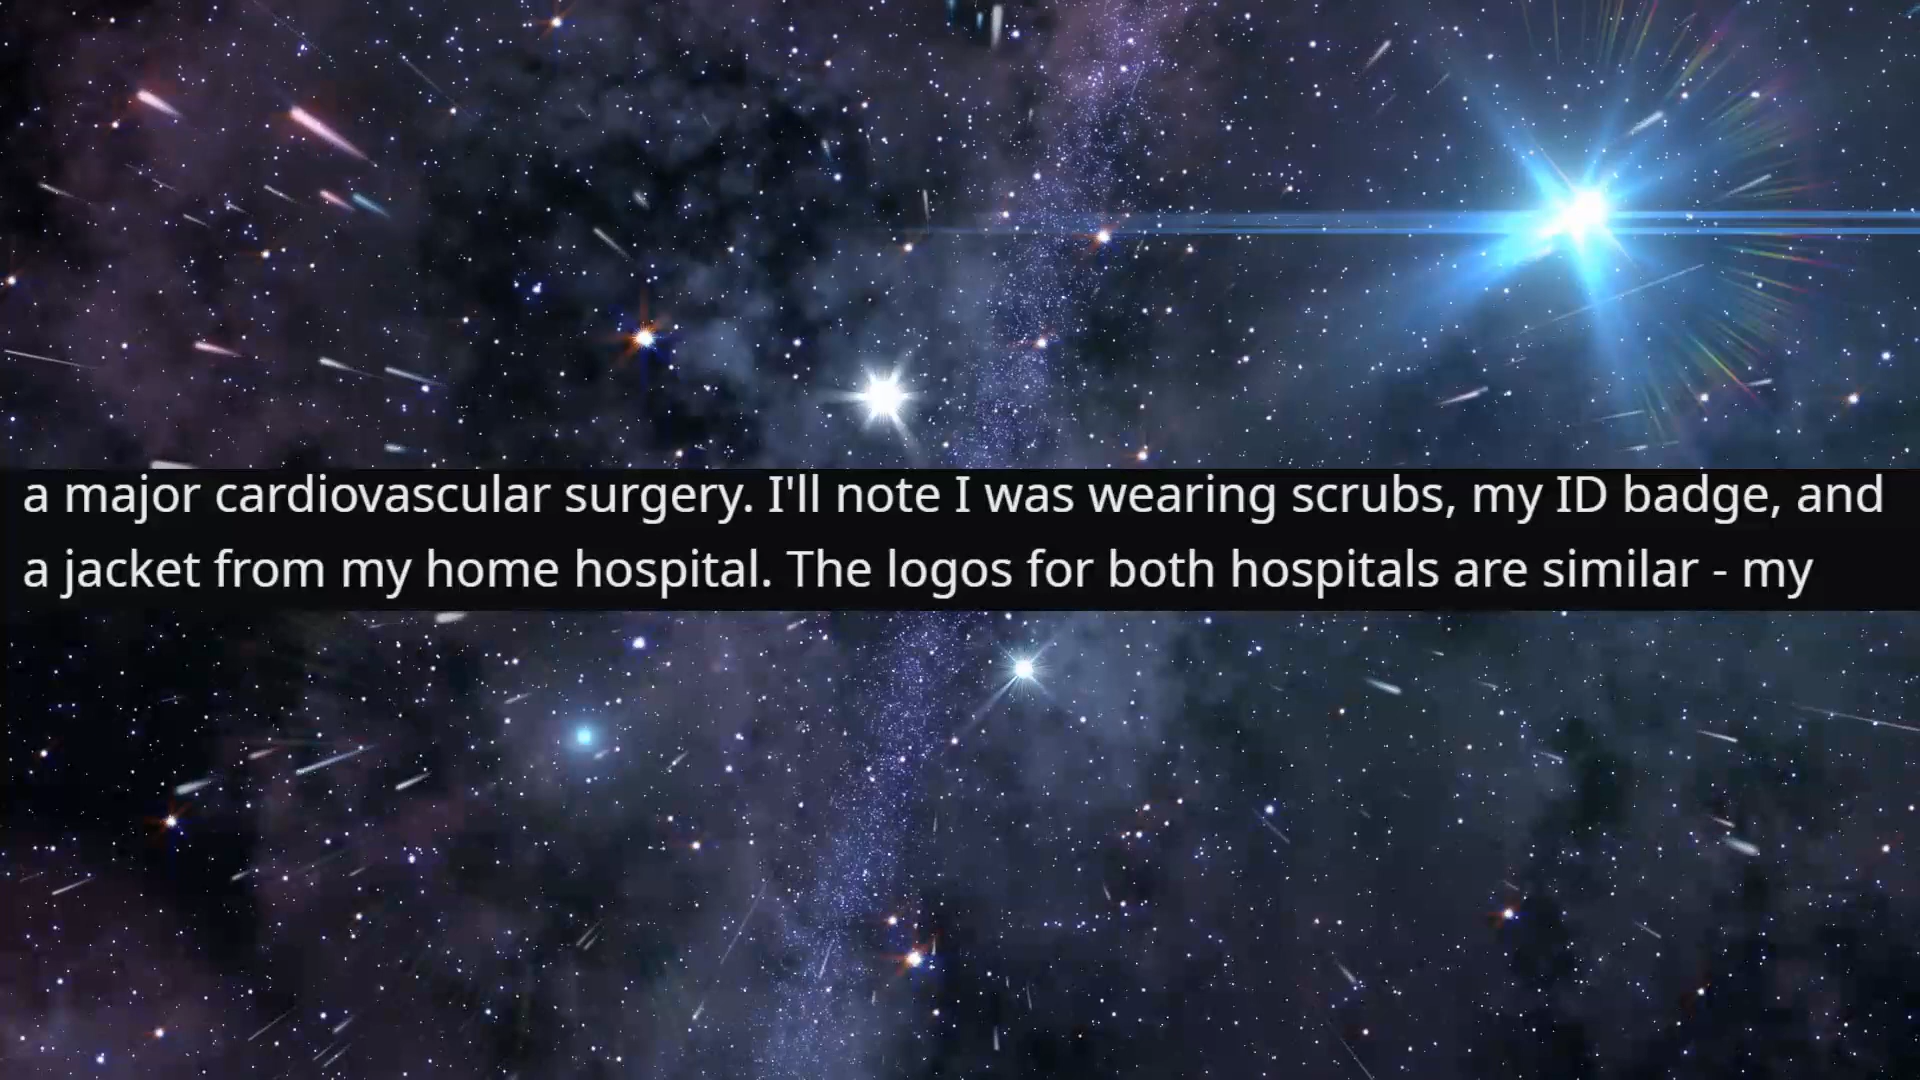 a major cardiovascular surgery. I'll note I was wearing scrubs, my ID badge, and
a jacket from my home hospital. The logos for both hospitals are similar - my